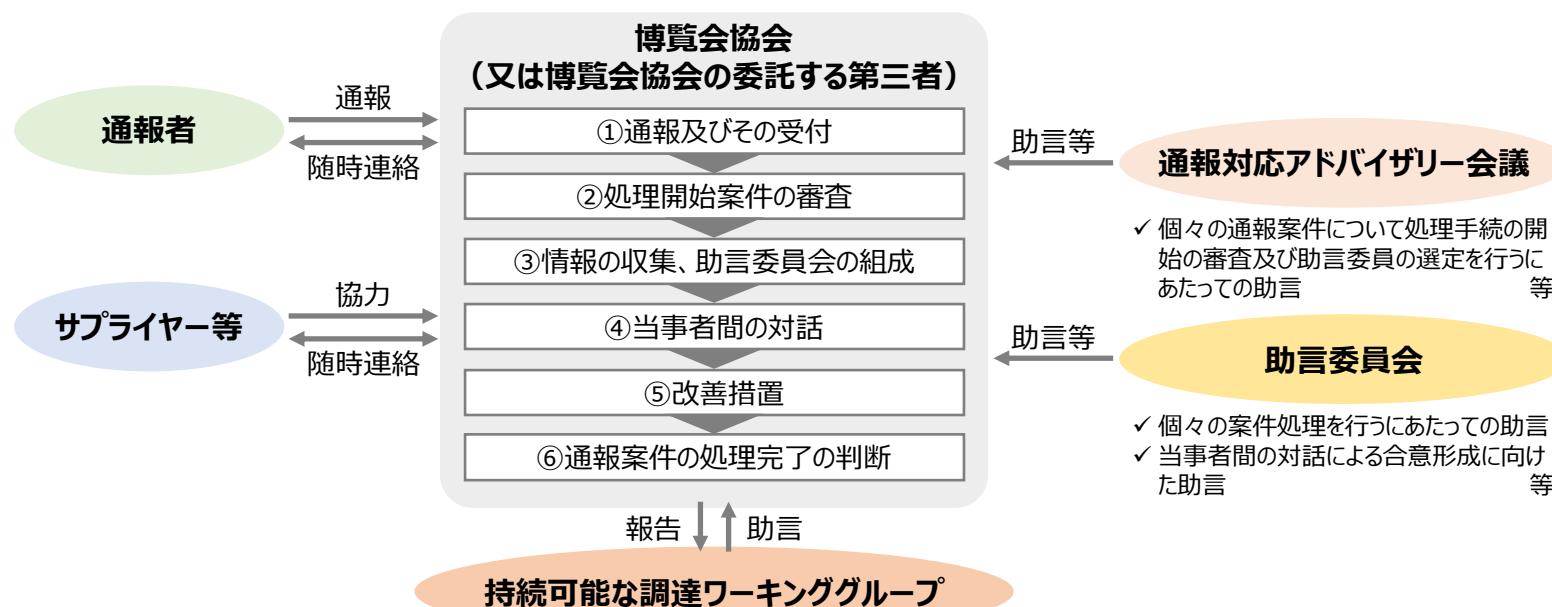 博覧会協会
（又は博覧会協会の委託する第三者）
通報者
通報
随時連絡
①通報及びその受付
②処理開始案件の審査
③情報の収集、助言委員会の組成
④当事者間の対話
⑤改善措置
⑥通報案件の処理完了の判断
サプライヤー等
協力
随時連絡
助言等
通報対応アドバイザリー会議
✓ 個々の通報案件について処理手続の開
始の審査及び助言委員の選定を行うに
あたっての助言 等
助言等
助言委員会
✓ 個々の案件処理を行うにあたっての助言
✓ 当事者間の対話による合意形成に向け
た助言 等
報告
助言
持続可能な調達ワーキンググループ